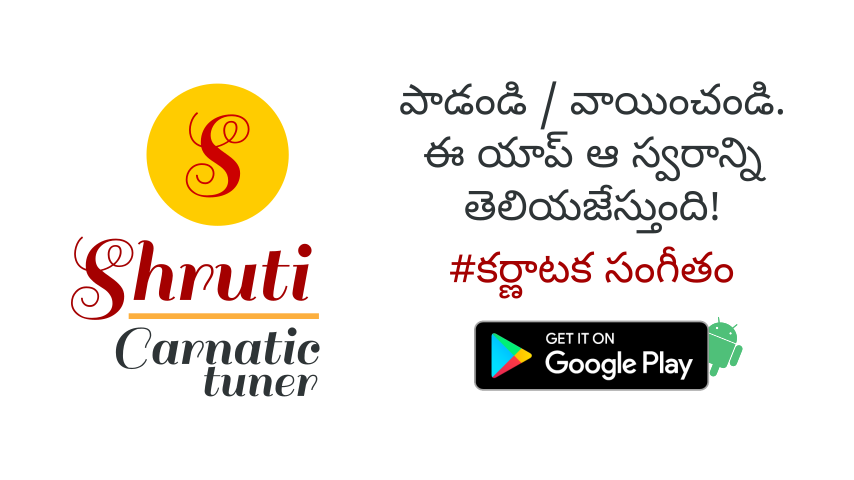 S
Shruti
Carnatic
tuner
పాడండి / వాయించండి.
ఈ యాప్ ఆ స్వరాన్ని
తెలియజేస్తుంది!
#కర్ణాటక సంగీతం
GET IT ON
Google Play